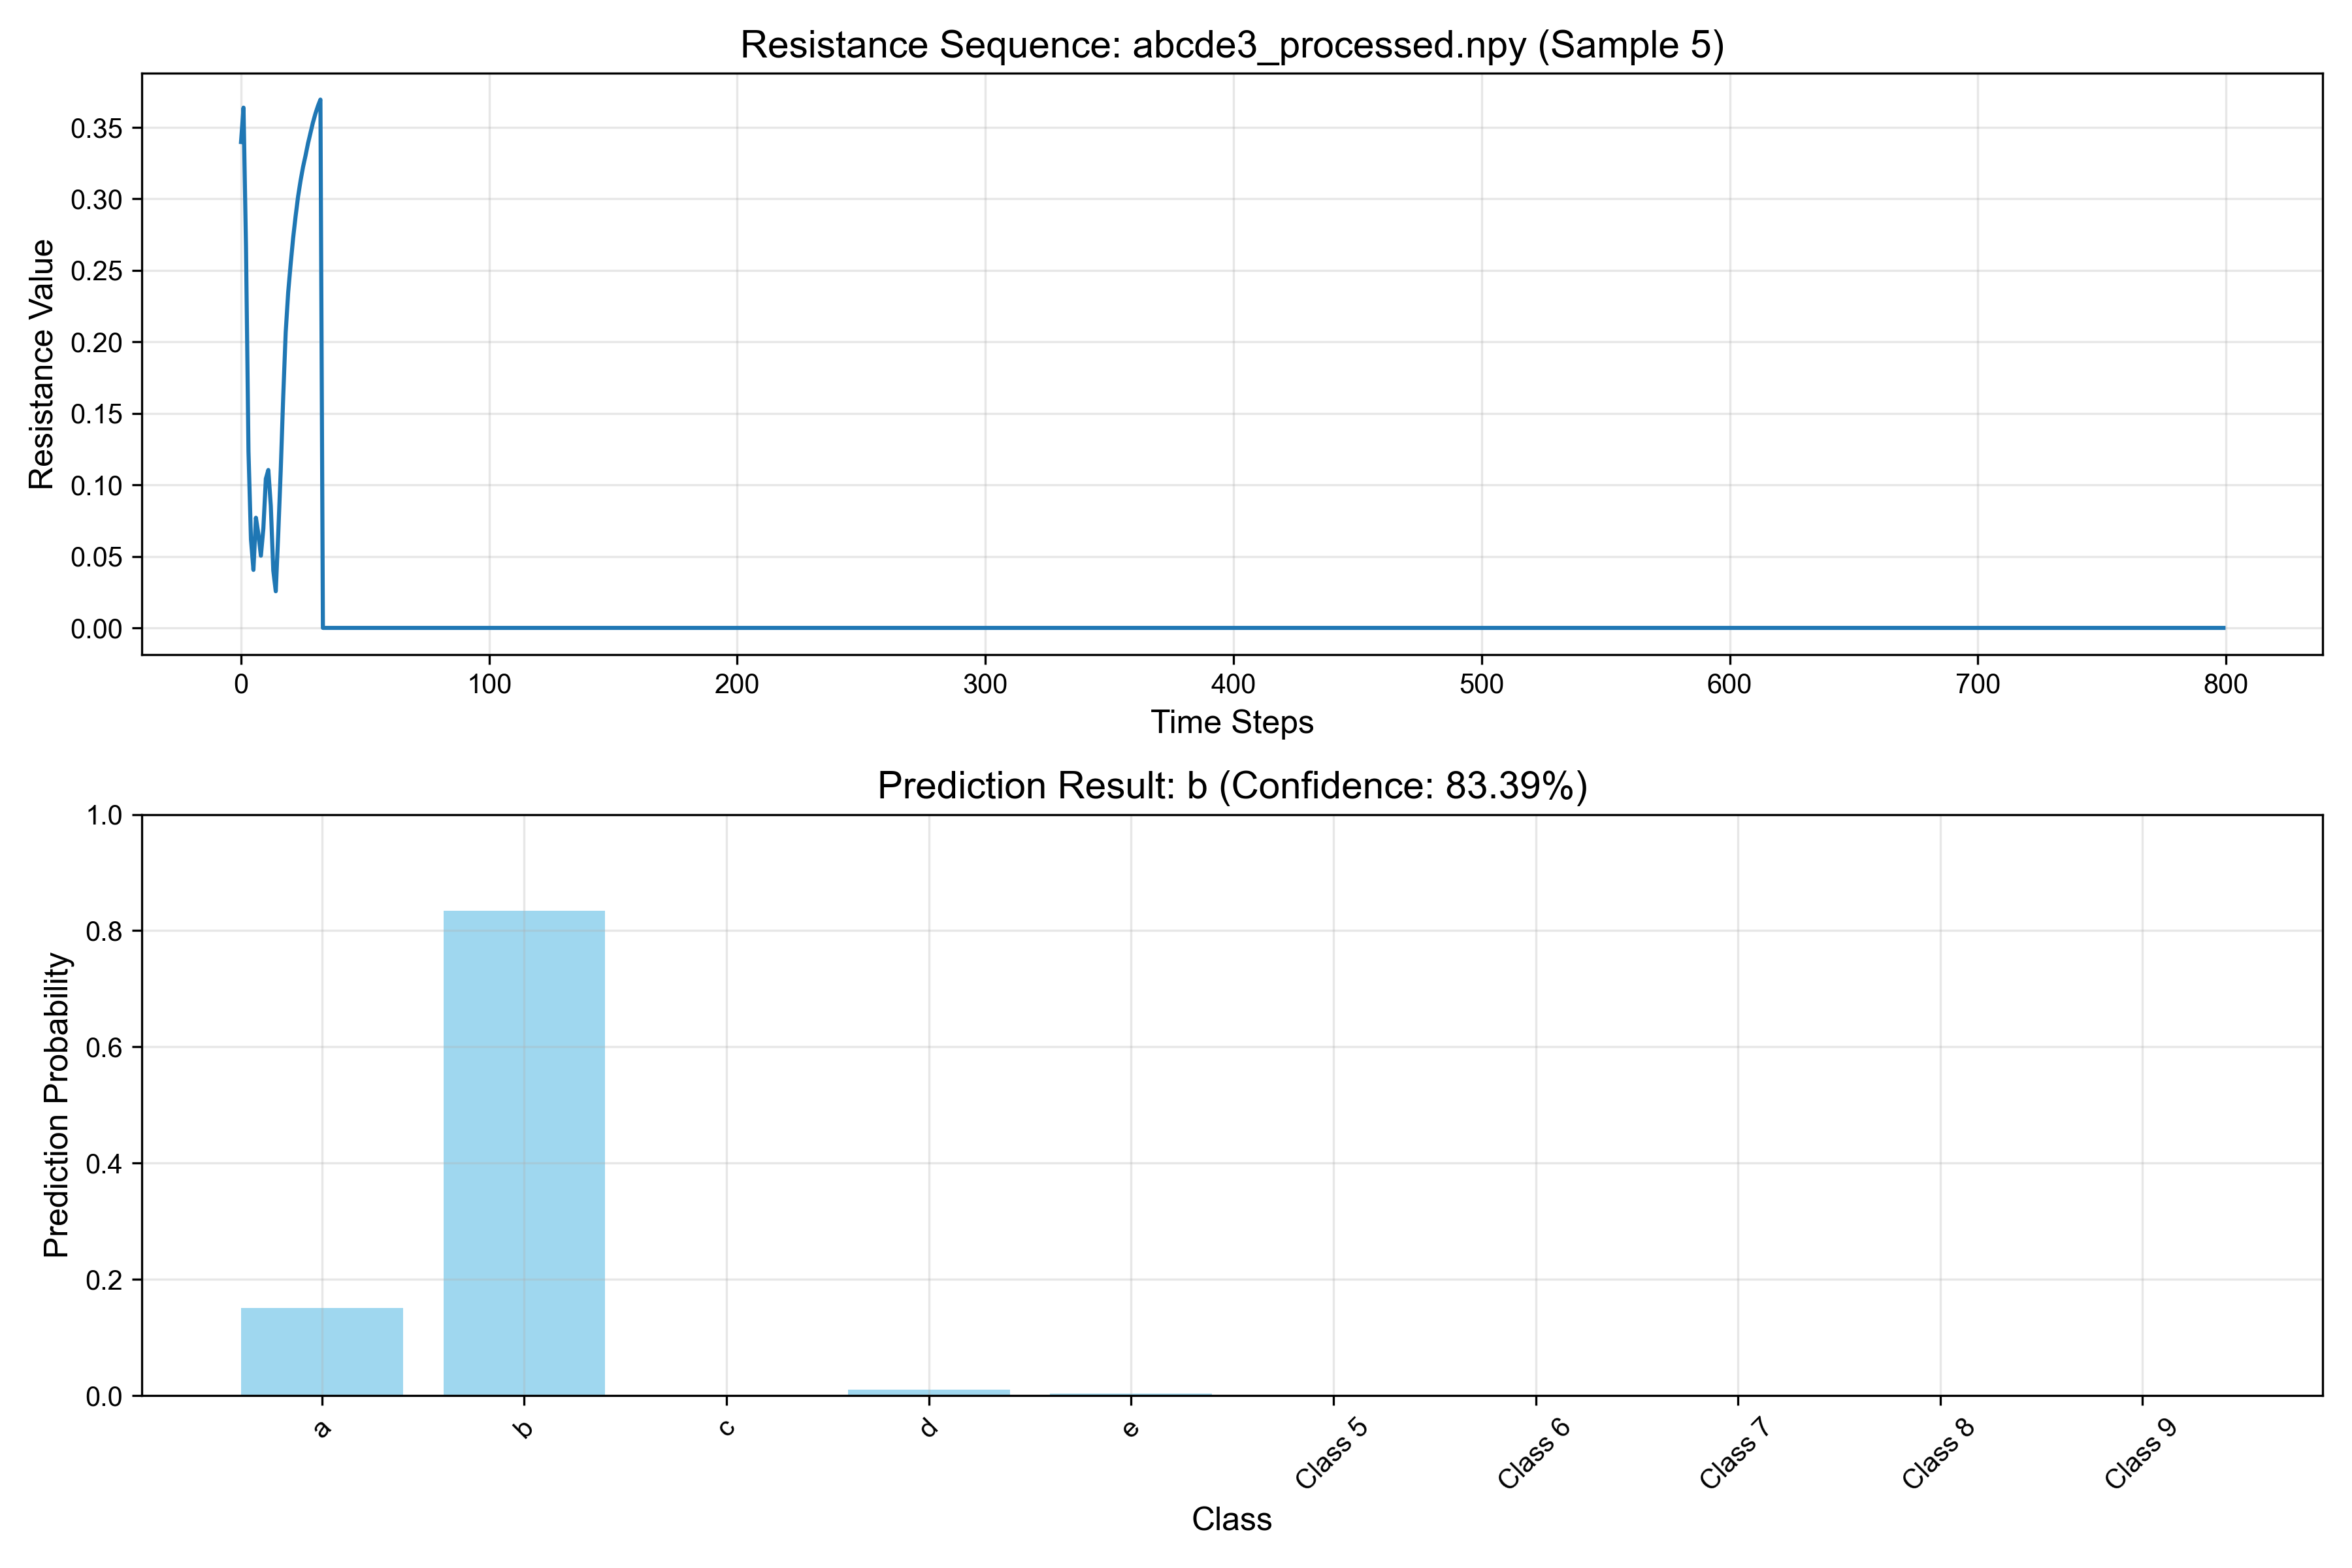 Resistance Sequence: abcde3_processed.npy (Sample 5)
Resistance Value
0.35
0.30
0.25
0.20
0.15
0.10
0.05
0.00
0 100 200 300 400 500 600 700 800
Time Steps
Prediction Result: b (Confidence: 83.39%)
Prediction Probability
1.0
0.8
0.6
0.4
0.2
0.0
a b c d e Class 5 Class 6 Class 7 Class 8 Class 9
Class